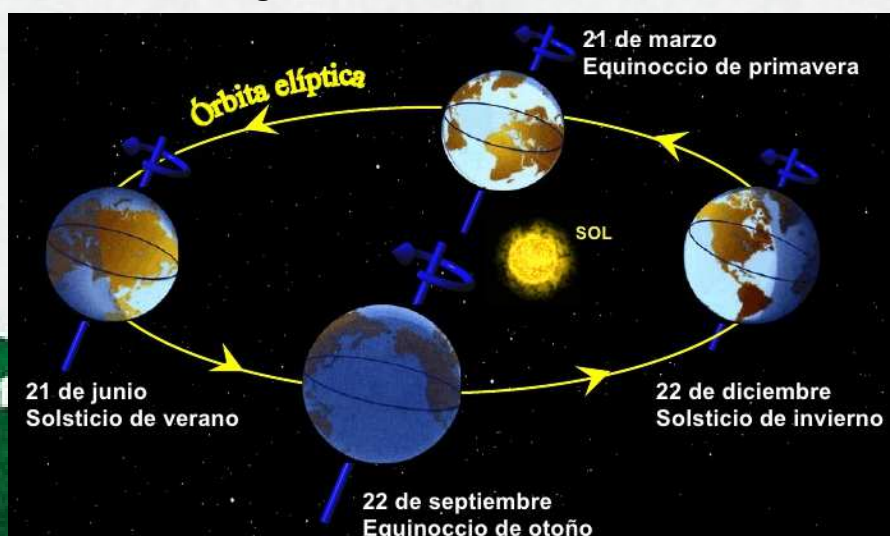 21 de marzo
Equinoccio de primavera
Órbita elíptica
SOL
21 de junio
Solsticio de verano
22 de diciembre
Solsticio de invierno
22 de septiembre
Equinoccio de otoño